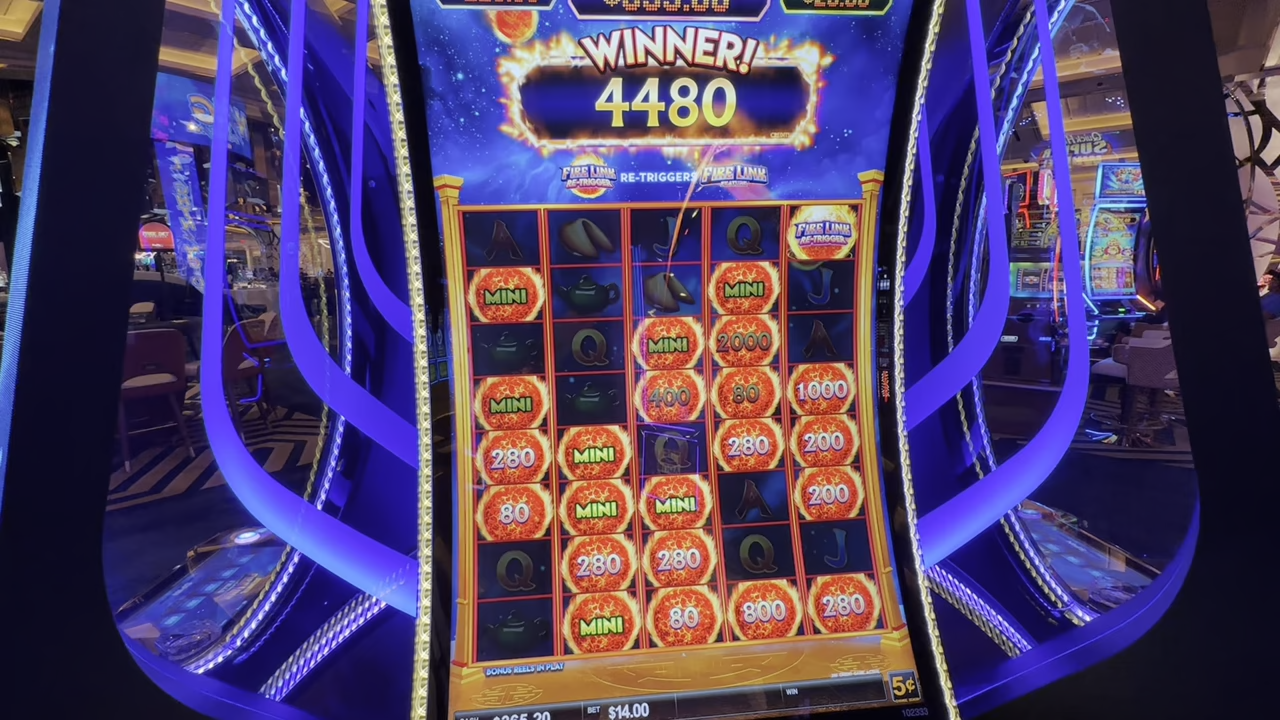 WINNER!
4480
FIRE LINK RE-TRIGGER RE-TRIGGERS FIRE LINK FEATURE
A J Q FIRE LINK RE-TRIGGER
MINI MINI J
Q MINI 2000 A
MINI 400 80 1000
280 MINI Q 280 200
80 MINI MINI A 200
Q 280 280 Q J
MINI 80 800 280
BONUS REELS IN PLAY
BET $14.00
WIN
5¢
102333